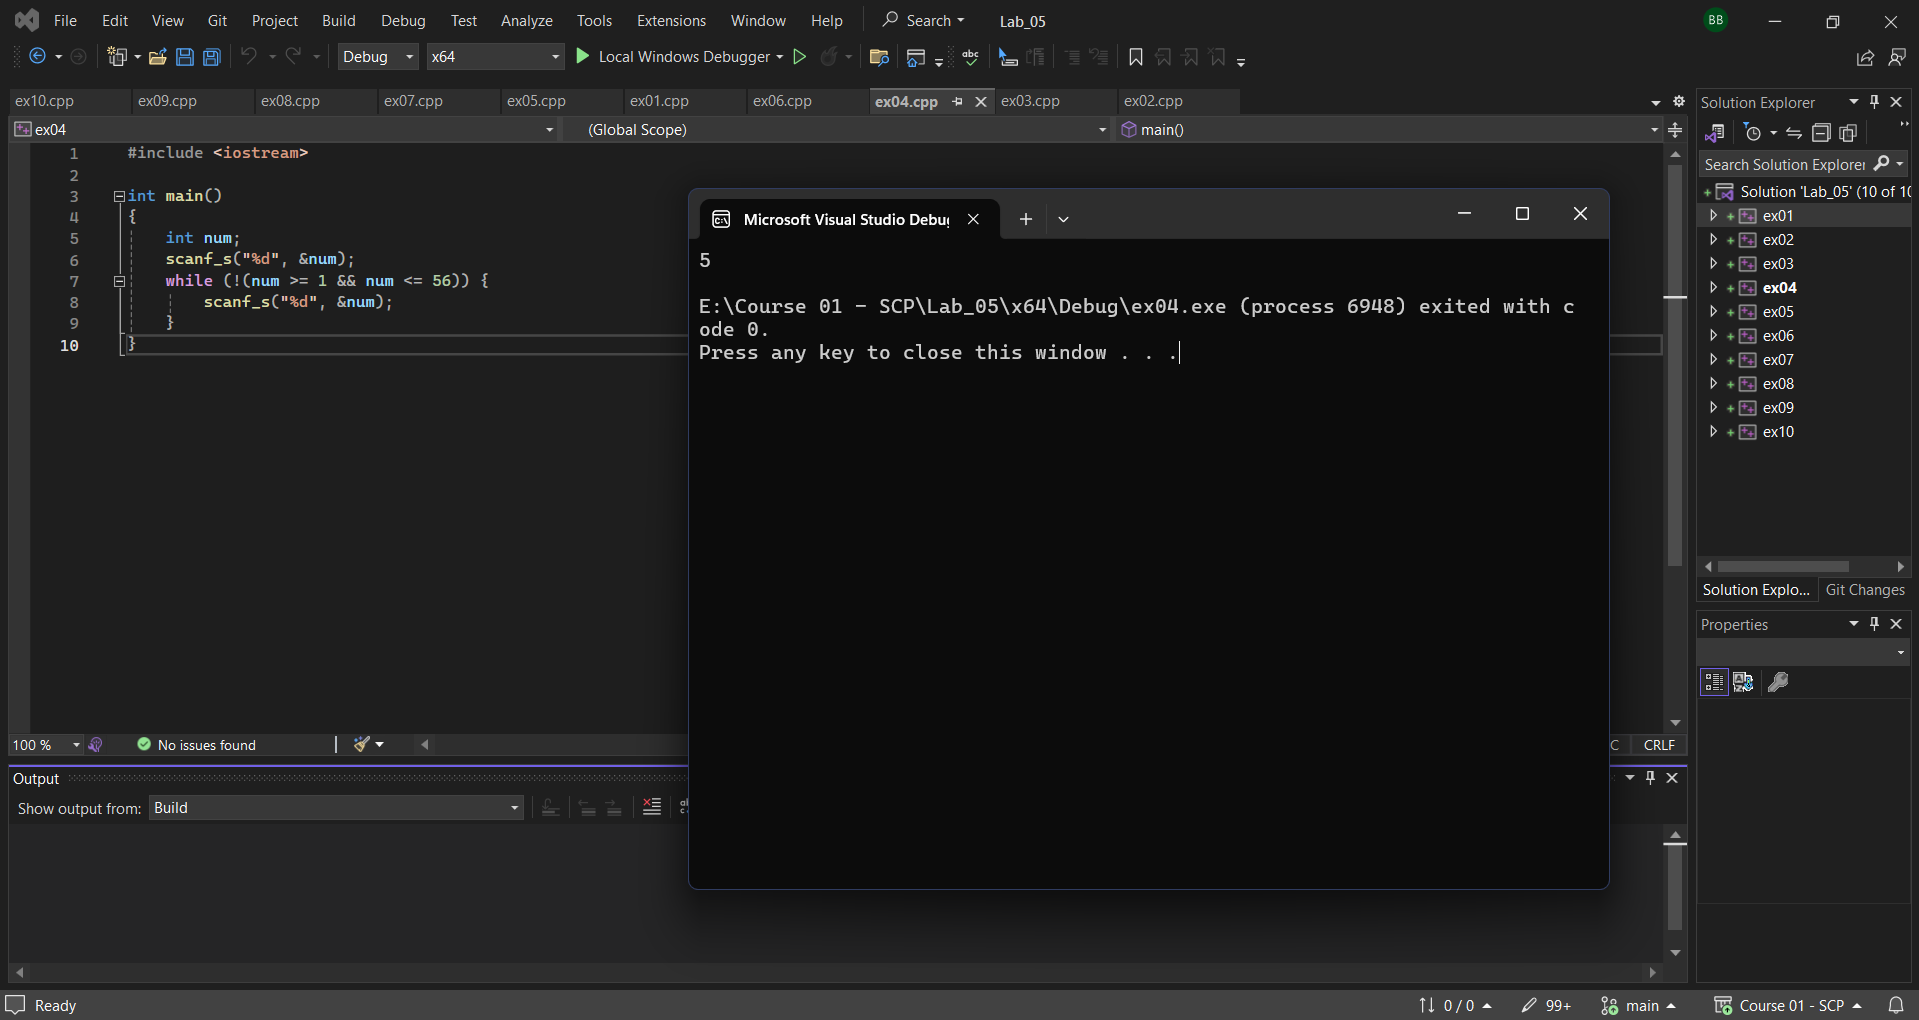 File Edit View Git Project Build Debug Test Analyze Tools Extensions Window Help Search Lab_05 BB
Debug x64 Local Windows Debugger abc
ex10.cpp ex09.cpp ex08.cpp ex07.cpp ex05.cpp ex01.cpp ex06.cpp ex04.cpp ex03.cpp ex02.cpp
ex04 (Global Scope) main()
1 #include <iostream>
2
3 int main()
4 {
5 int num;
6 scanf_s("%d", &num);
7 while (!(num >= 1 && num <= 56)) {
8 scanf_s("%d", &num);
9 }
10 }
Microsoft Visual Studio Debu
5
E:\Course 01 - SCP\Lab_05\x64\Debug\ex04.exe (process 6948) exited with c
ode 0.
Press any key to close this window . . .
100 % No issues found
C CRLF
Output
Show output from: Build
Solution Explorer
Search Solution Explorer
Solution 'Lab_05' (10 of 10
ex01
ex02
ex03
ex04
ex05
ex06
ex07
ex08
ex09
ex10
Solution Explo... Git Changes
Properties
Ready 0 / 0 99+ main Course 01 - SCP